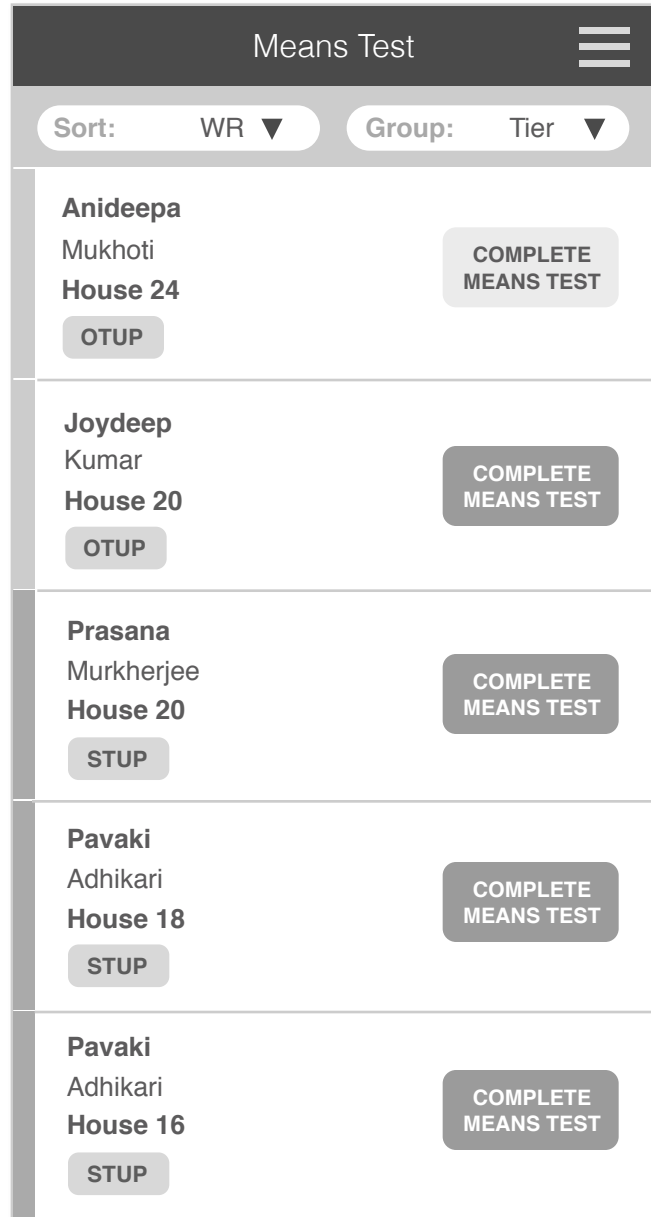 Means Test
Sort: WR ▼ Group: Tier ▼
Anideepa
Mukhoti
House 24
OTUP
COMPLETE
MEANS TEST
Joydeep
Kumar
House 20
OTUP
COMPLETE
MEANS TEST
Prasana
Murkherjee
House 20
STUP
COMPLETE
MEANS TEST
Pavaki
Adhikari
House 18
STUP
COMPLETE
MEANS TEST
Pavaki
Adhikari
House 16
STUP
COMPLETE
MEANS TEST